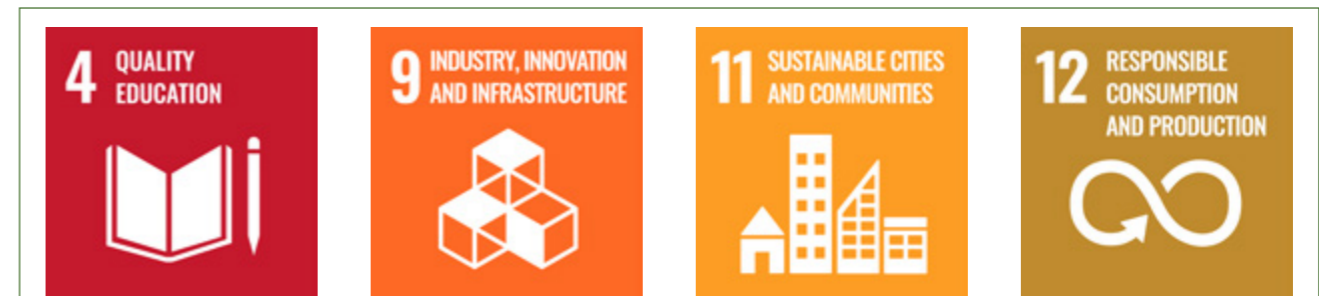 4 QUALITY
EDUCATION
9 INDUSTRY, INNOVATION
AND INFRASTRUCTURE
11 SUSTAINABLE CITIES
AND COMMUNITIES
12 RESPONSIBLE
CONSUMPTION
AND PRODUCTION